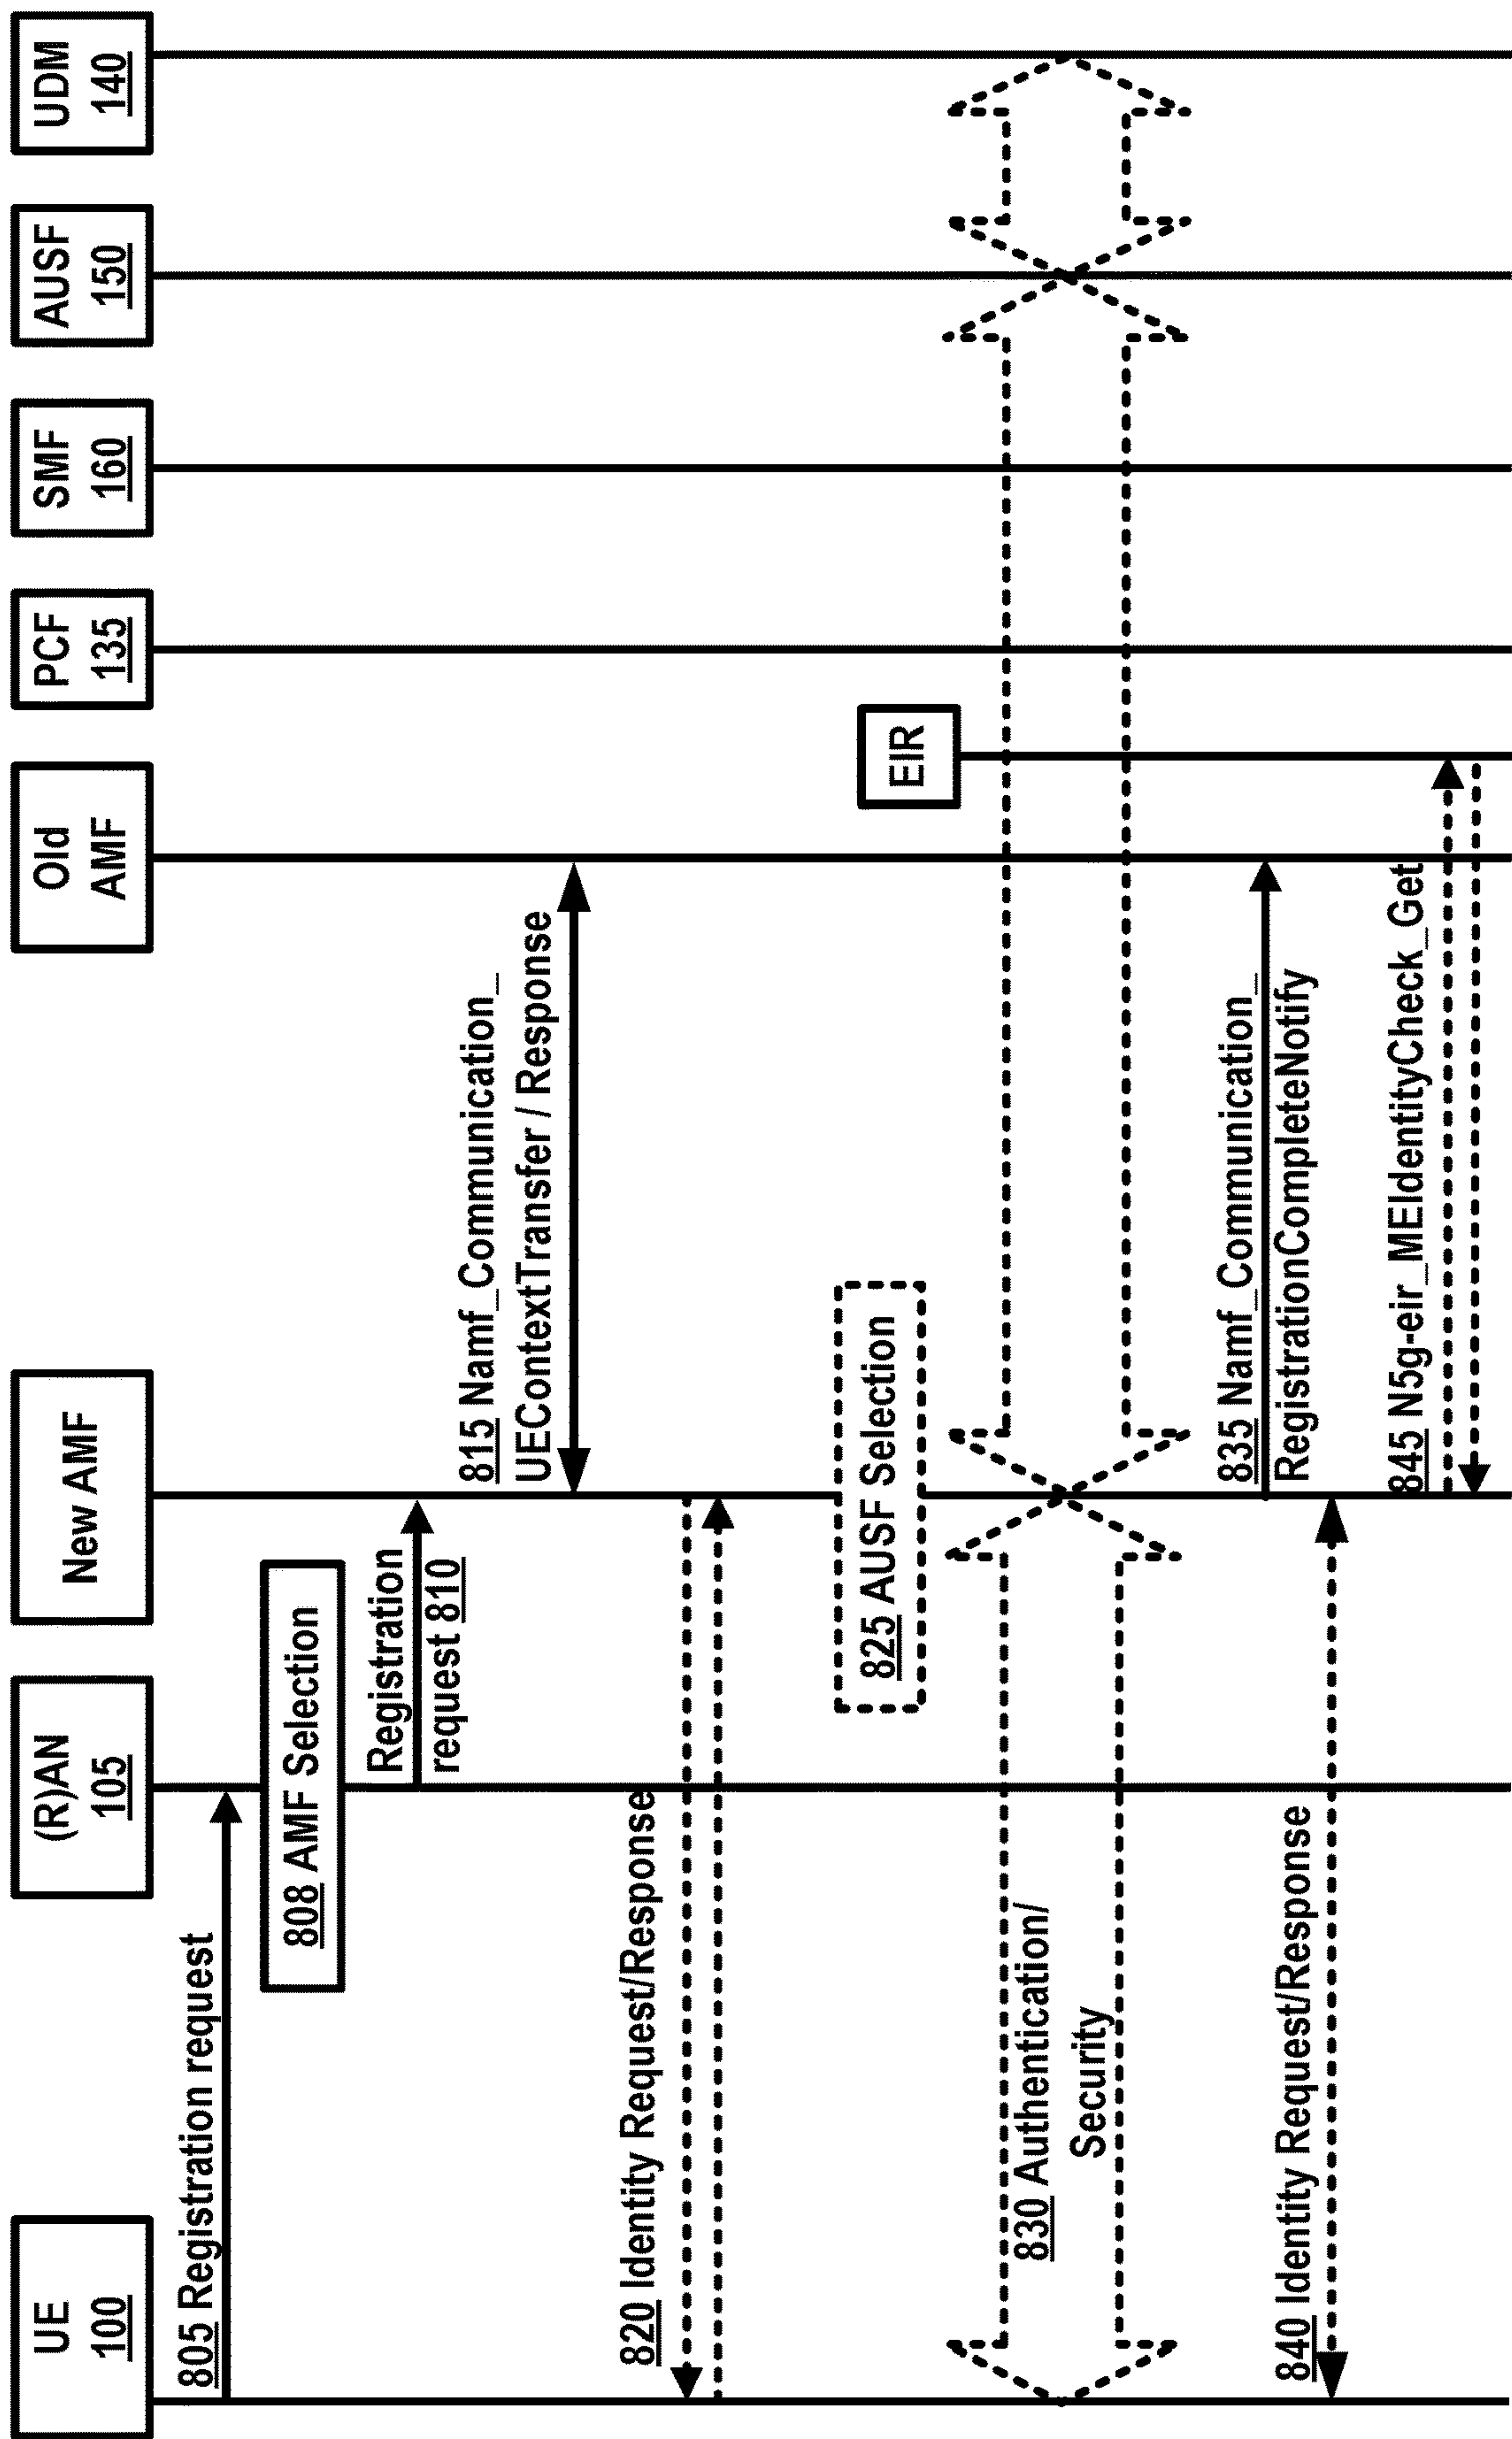 UE
100
(R)AN
105
New AMF
Old
AMF
PCF
135
SMF
160
AUSF
150
UDM
140
805 Registration request
808 AMF Selection
Registration
request 810
815 Namf_Communication_
UEContextTransfer / Response
820 Identity Request/Response
825 AUSF Selection
EIR
830 Authentication/
Security
835 Namf_Communication_
RegistrationCompleteNotify
840 Identity Request/Response
845 N5g-eir_MEIdentityCheck_Get